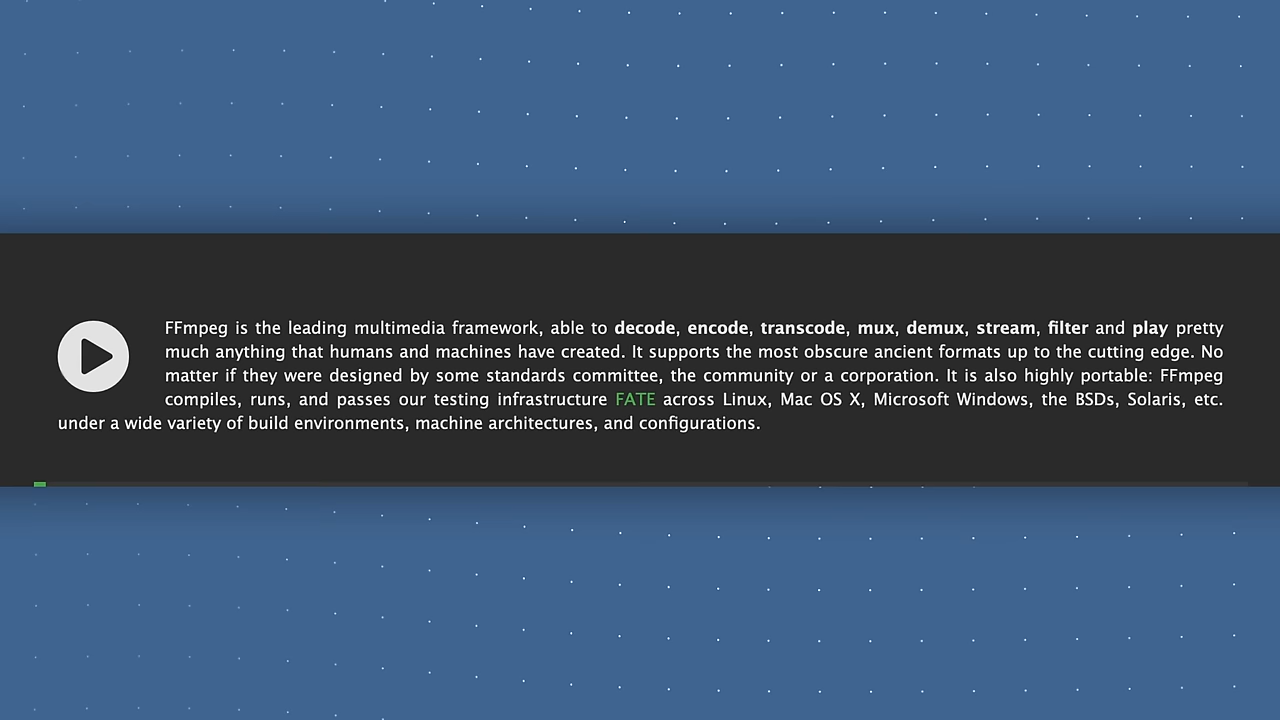 FFmpeg is the leading multimedia framework, able to decode, encode, transcode, mux, demux, stream, filter and play pretty
much anything that humans and machines have created. It supports the most obscure ancient formats up to the cutting edge. No
matter if they were designed by some standards committee, the community or a corporation. It is also highly portable: FFmpeg
compiles, runs, and passes our testing infrastructure FATE across Linux, Mac OS X, Microsoft Windows, the BSDs, Solaris, etc.
under a wide variety of build environments, machine architectures, and configurations.